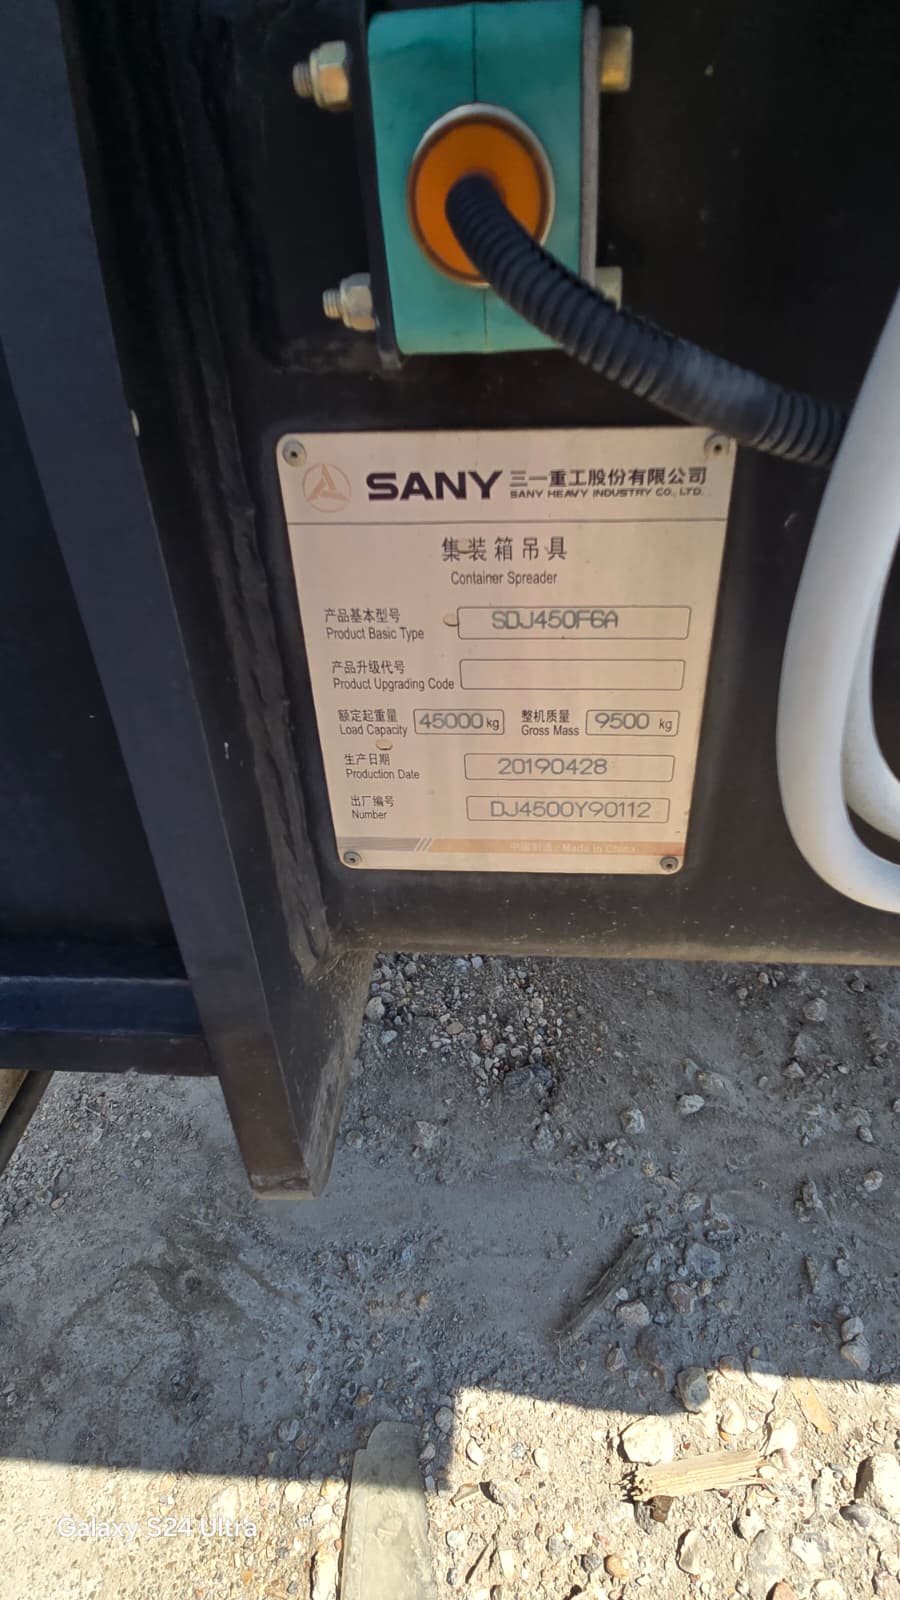 SANY 三一重工股份有限公司
SANY HEAVY INDUSTRY CO., LTD.
集装箱吊具
Container Spreader
产品基本型号 SDJ450F6A
Product Basic Type
产品升级代号
Product Upgrading Code
额定起重量 45000 kg 整机质量 9500 kg
Load Capacity Gross Mass
生产日期 20190428
Production Date
出厂编号 DJ4500Y90112
Number
中国制造 / Made in China
Galaxy S24 Ultra